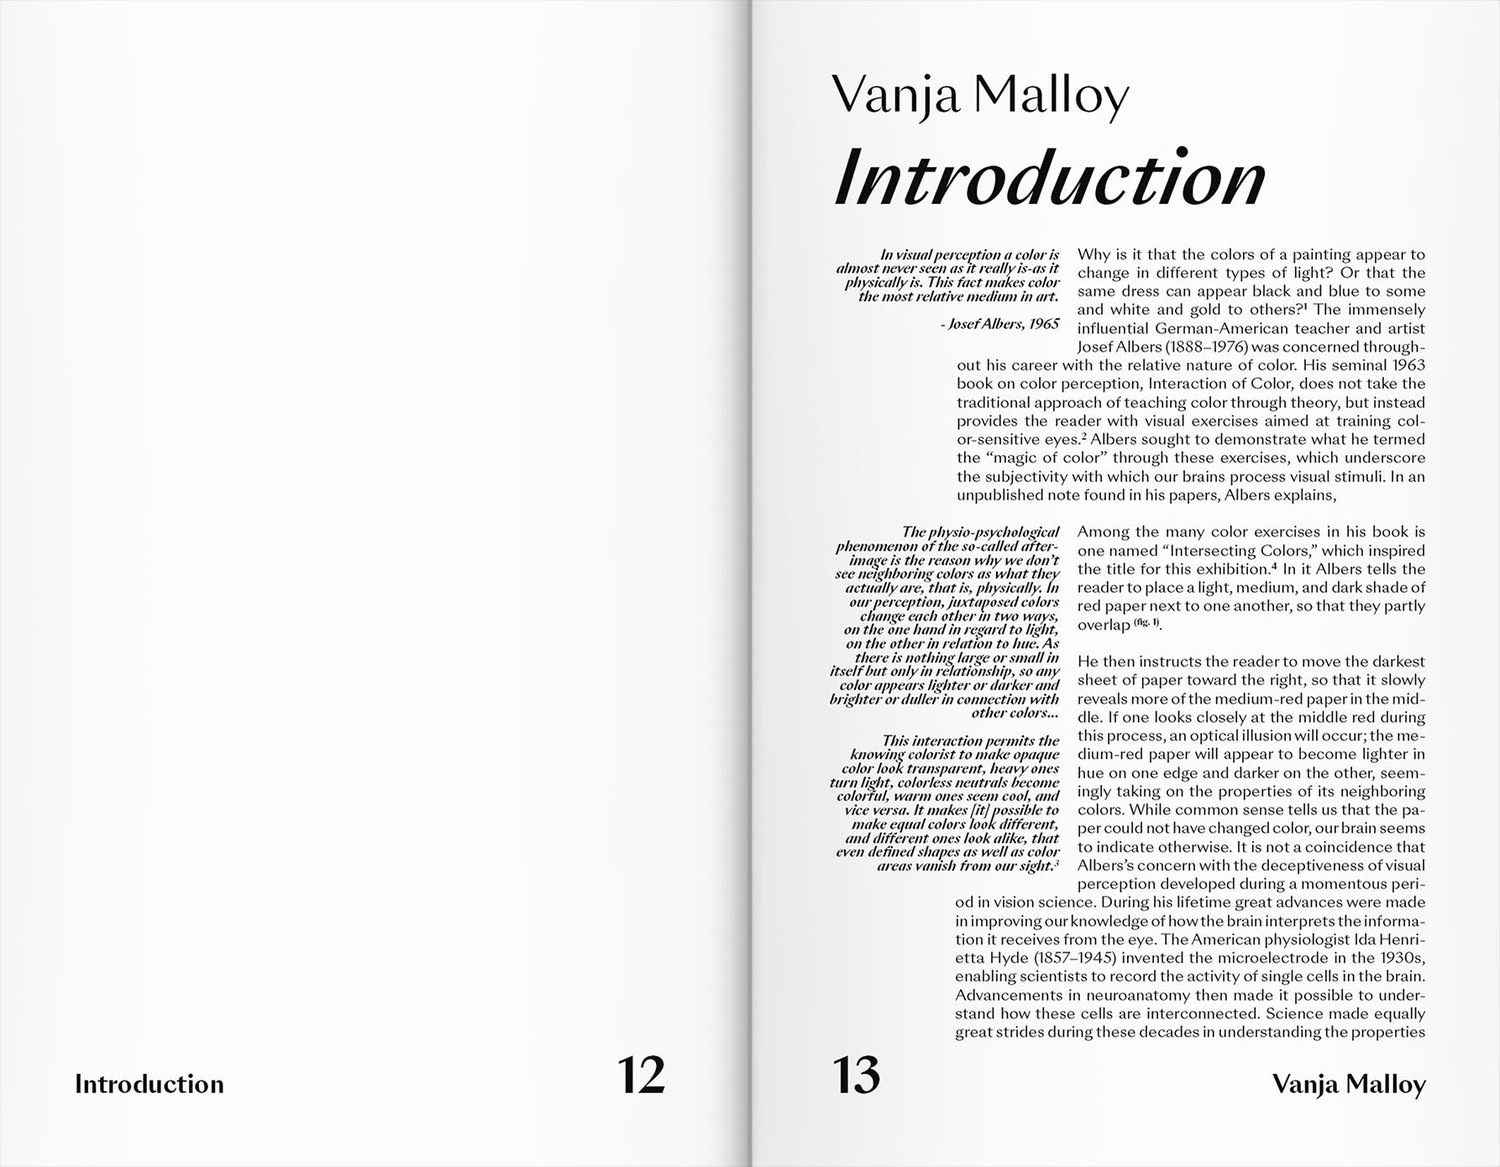 Vanja Malloy
Introduction
In visual perception a color is
almost never seen as it really is-as it
physically is. This fact makes color
the most relative medium in art.
- Josef Albers, 1965
Why is it that the colors of a painting appear to
change in different types of light? Or that the
same dress can appear black and blue to some
and white and gold to others?¹ The immensely
influential German-American teacher and artist
Josef Albers (1888–1976) was concerned through-
out his career with the relative nature of color. His seminal 1963
book on color perception, Interaction of Color, does not take the
traditional approach of teaching color through theory, but instead
provides the reader with visual exercises aimed at training col-
or-sensitive eyes.² Albers sought to demonstrate what he termed
the “magic of color” through these exercises, which underscore
the subjectivity with which our brains process visual stimuli. In an
unpublished note found in his papers, Albers explains,
The physio-psychological
phenomenon of the so-called after-
image is the reason why we don’t
see neighboring colors as what they
actually are, that is, physically. In
our perception, juxtaposed colors
change each other in two ways,
on the one hand in regard to light,
on the other in relation to hue. As
there is nothing large or small in
itself but only in relationship, so any
color appears lighter or darker and
brighter or duller in connection with
other colors...
This interaction permits the
knowing colorist to make opaque
color look transparent, heavy ones
turn light, colorless neutrals become
colorful, warm ones seem cool, and
vice versa. It makes [it] possible to
make equal colors look different,
and different ones look alike, that
even defined shapes as well as color
areas vanish from our sight.³
Among the many color exercises in his book is
one named “Intersecting Colors,” which inspired
the title for this exhibition.⁴ In it Albers tells the
reader to place a light, medium, and dark shade of
red paper next to one another, so that they partly
overlap (fig. 1).
He then instructs the reader to move the darkest
sheet of paper toward the right, so that it slowly
reveals more of the medium-red paper in the mid-
dle. If one looks closely at the middle red during
this process, an optical illusion will occur; the me-
dium-red paper will appear to become lighter in
hue on one edge and darker on the other, seem-
ingly taking on the properties of its neighboring
colors. While common sense tells us that the pa-
per could not have changed color, our brain seems
to indicate otherwise. It is not a coincidence that
Albers’s concern with the deceptiveness of visual
perception developed during a momentous peri-
od in vision science. During his lifetime great advances were made
in improving our knowledge of how the brain interprets the informa-
tion it receives from the eye. The American physiologist Ida Henri-
etta Hyde (1857–1945) invented the microelectrode in the 1930s,
enabling scientists to record the activity of single cells in the brain.
Advancements in neuroanatomy then made it possible to under-
stand how these cells are interconnected. Science made equally
great strides during these decades in understanding the properties
Introduction
12
13
Vanja Malloy